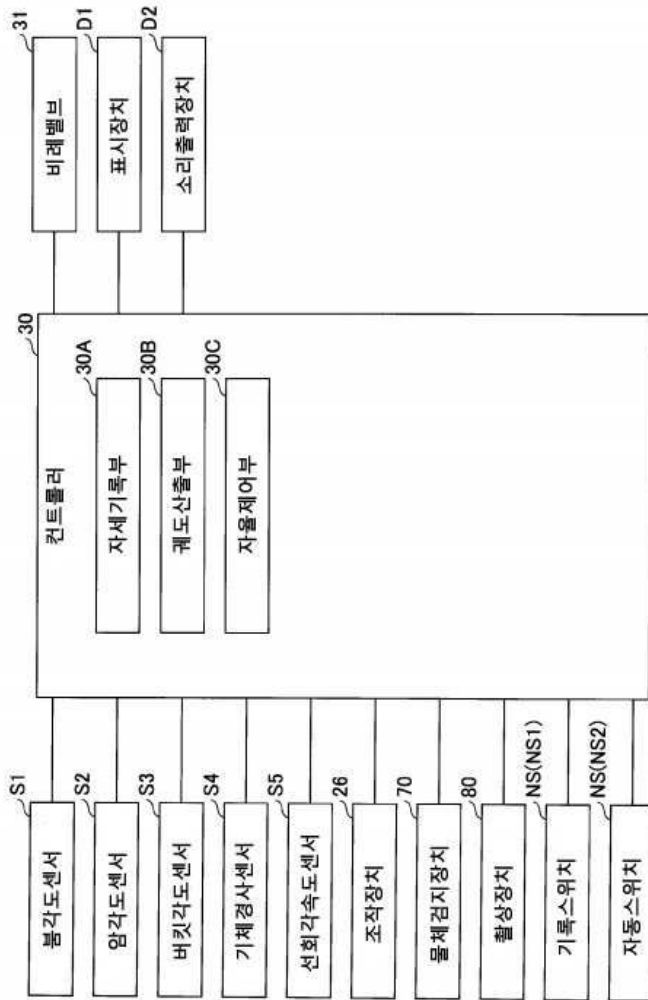 붐각도센서
S1
암각도센서
S2
버킷각도센서
S3
기체경사센서
S4
선회각속도센서
S5
조작장치
26
물체검지장치
70
촬상장치
80
기록스위치
NS(NS1)
자동스위치
NS(NS2)
컨트롤러
30
자세기록부
30A
궤도산출부
30B
자율제어부
30C
비례밸브
31
표시장치
D1
소리출력장치
D2